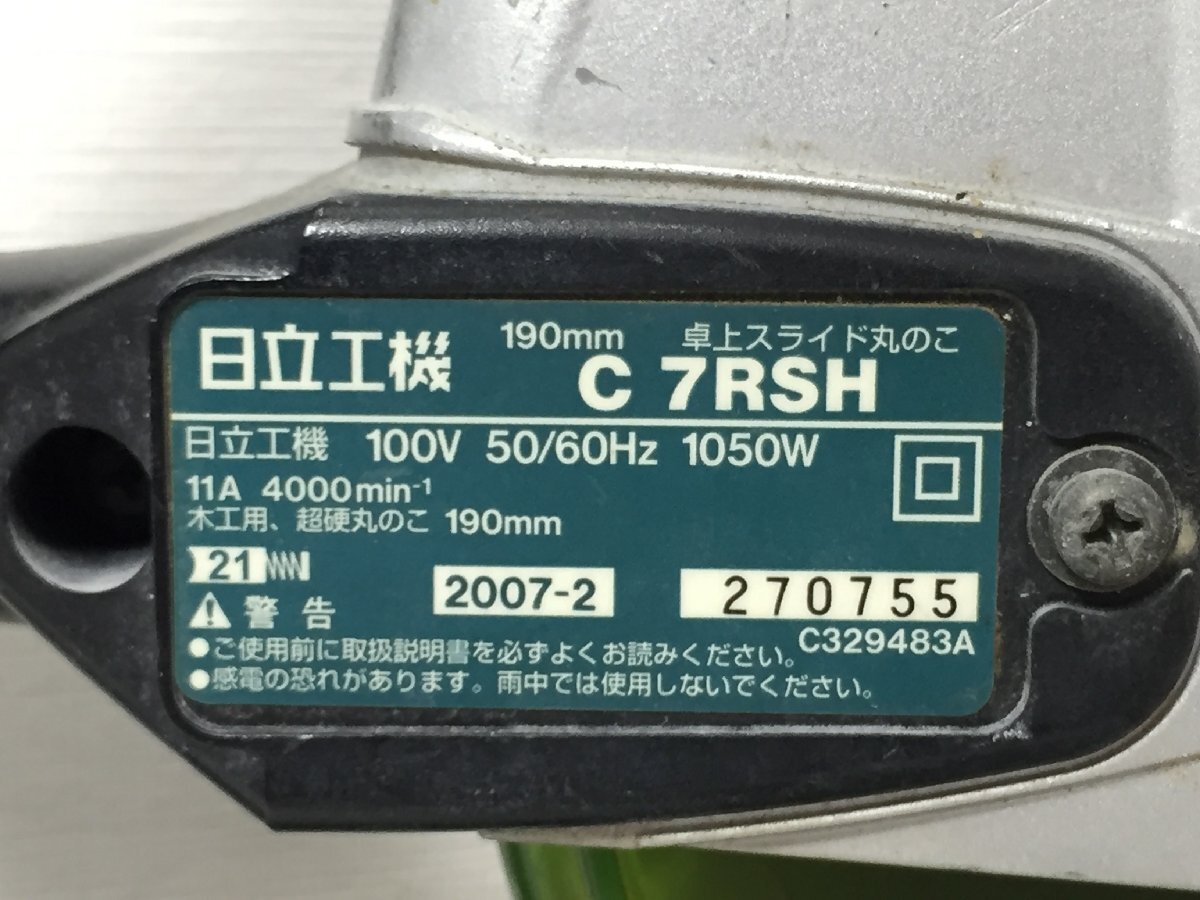 日立工機 190mm 卓上スライド丸のこ
C 7RSH
日立工機 100V 50/60Hz 1050W
11A 4000min⁻¹
木工用、超硬丸のこ 190mm
21
2007-2 270755
警告 C329483A
●ご使用前に取扱説明書を必ずよくお読みください。
●感電の恐れがあります。雨中では使用しないでください。